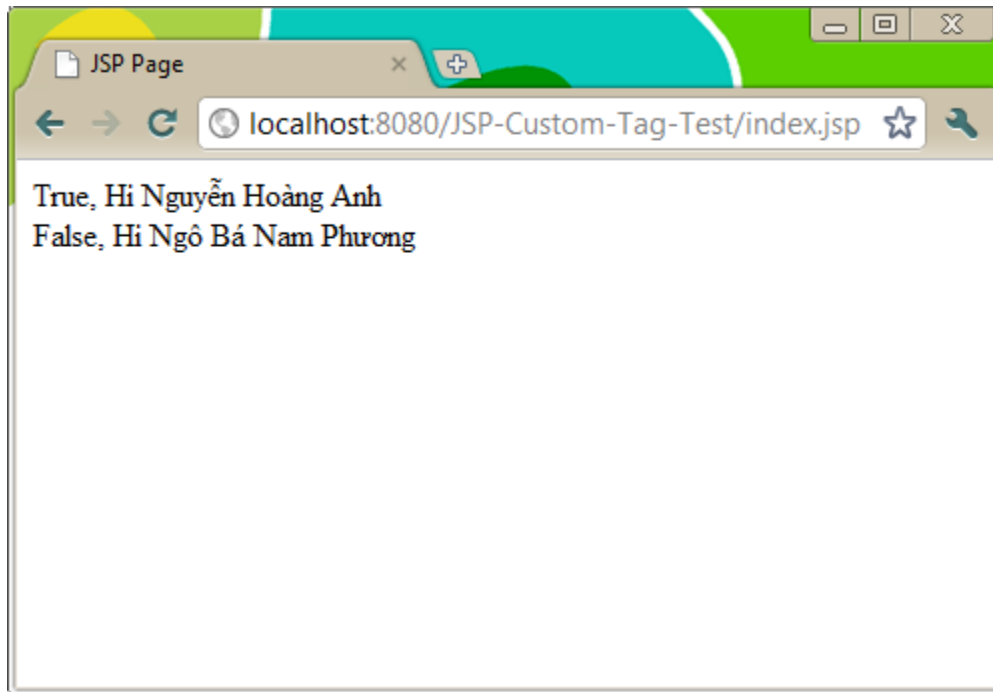 JSP Page
localhost:8080/JSP-Custom-Tag-Test/index.jsp
True, Hi Nguyễn Hoàng Anh
False, Hi Ngô Bá Nam Phương